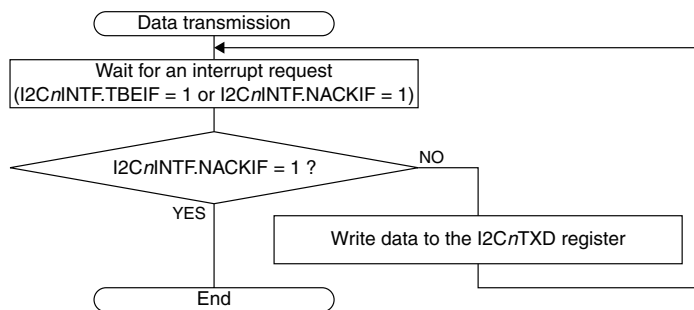 Data transmission
Wait for an interrupt request
(I2CnINTF.TBEIF = 1 or I2CnINTF.NACKIF = 1)
I2CnINTF.NACKIF = 1 ?
NO
YES
Write data to the I2CnTXD register
End